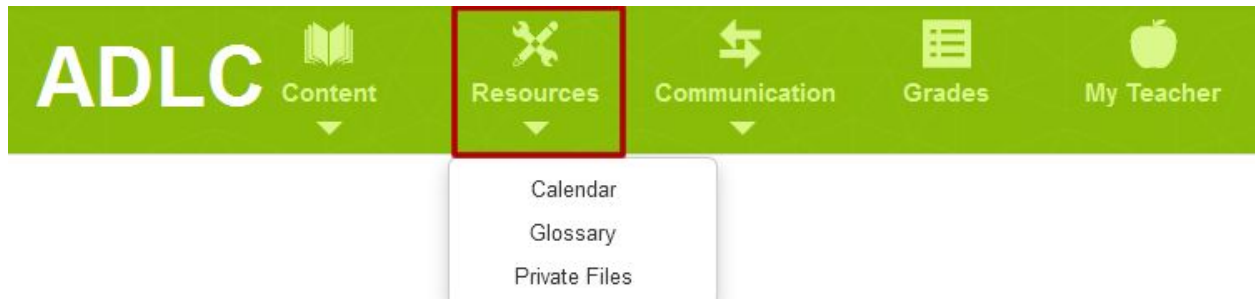 ADLC
Content
Resources
Communication
Grades
My Teacher
Calendar
Glossary
Private Files